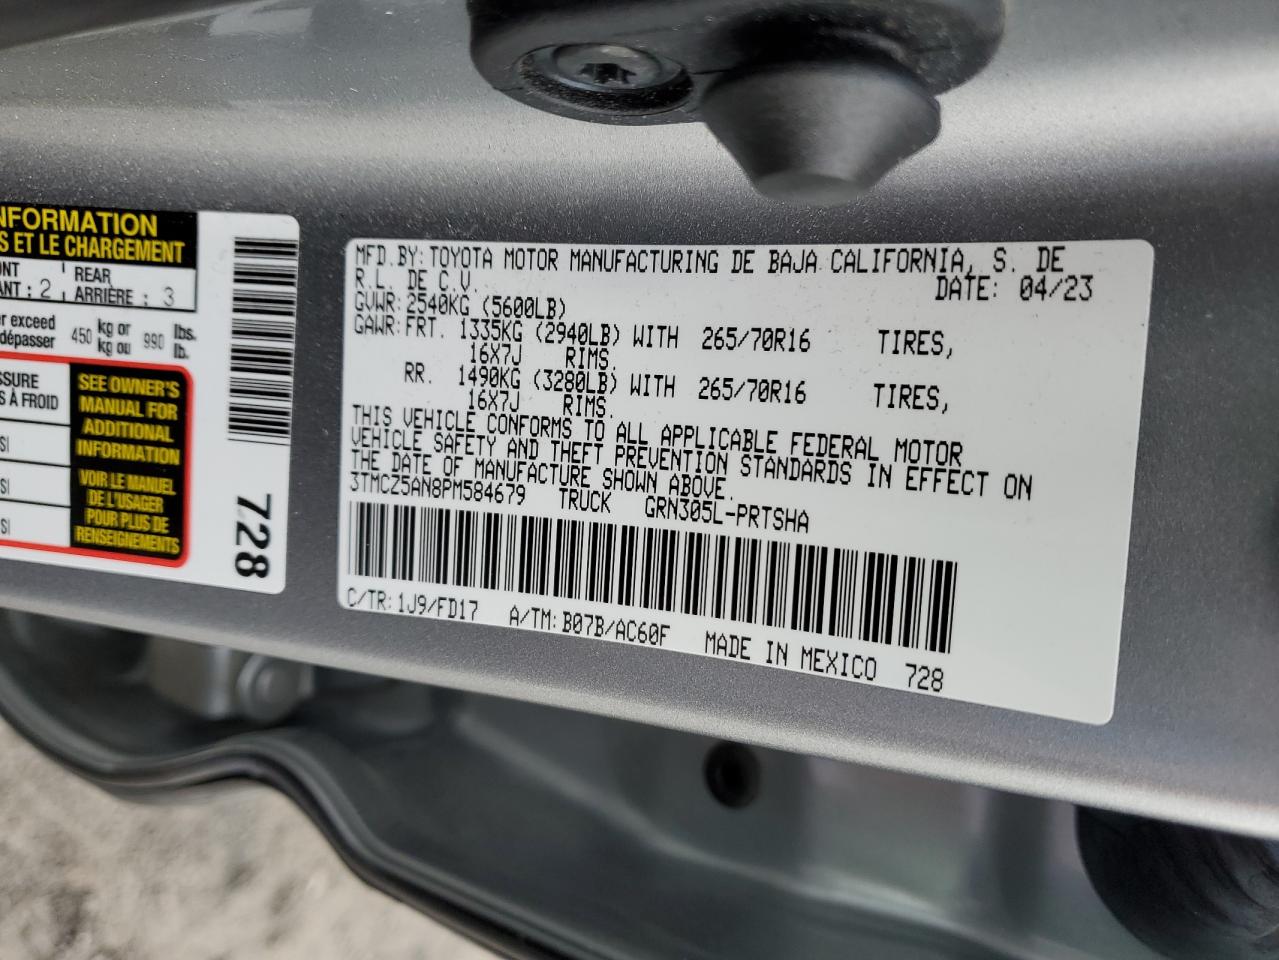 NFORMATION
S ET LE CHARGEMENT
ONT REAR
ANT : 2 ARRIÈRE : 3
er exceed 450 kg or 990 lbs.
dépasser kg ou lb.
SSURE
S À FROID
SI
SI
SI
SEE OWNER'S
MANUAL FOR
ADDITIONAL
INFORMATION
VOIR LE MANUEL
DE L'USAGER
POUR PLUS DE
RENSEIGNEMENTS
728
MFD. BY: TOYOTA MOTOR MANUFACTURING DE BAJA CALIFORNIA, S. DE
R.L. DE C.V. DATE: 04/23
GVWR: 2540KG (5600LB)
GAWR: FRT. 1335KG (2940LB) WITH 265/70R16 TIRES,
16X7J RIMS.
RR. 1490KG (3280LB) WITH 265/70R16 TIRES,
16X7J RIMS.
THIS VEHICLE CONFORMS TO ALL APPLICABLE FEDERAL MOTOR
VEHICLE SAFETY AND THEFT PREVENTION STANDARDS IN EFFECT ON
THE DATE OF MANUFACTURE SHOWN ABOVE.
3TMCZ5AN8PM584679 TRUCK GRN305L-PRTSHA
C/TR: 1J9/FD17 A/TM: B07B/AC60F MADE IN MEXICO 728